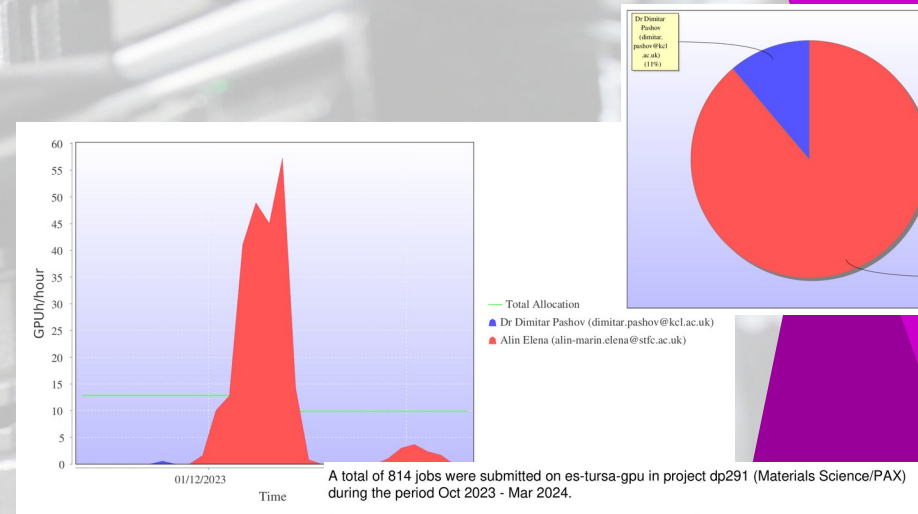 Dr Dimitar
Pashov
(dimitar.
pashov@kcl
.ac.uk)
(11%)
60
55
50
45
40
35
30
25
20
15
10
5
0
GPUh/hour
01/12/2023
Time
Total Allocation
Dr Dimitar Pashov (dimitar.pashov@kcl.ac.uk)
Alin Elena (alin-marin.elena@stfc.ac.uk)
A total of 814 jobs were submitted on es-tursa-gpu in project dp291 (Materials Science/PAX)
during the period Oct 2023 - Mar 2024.